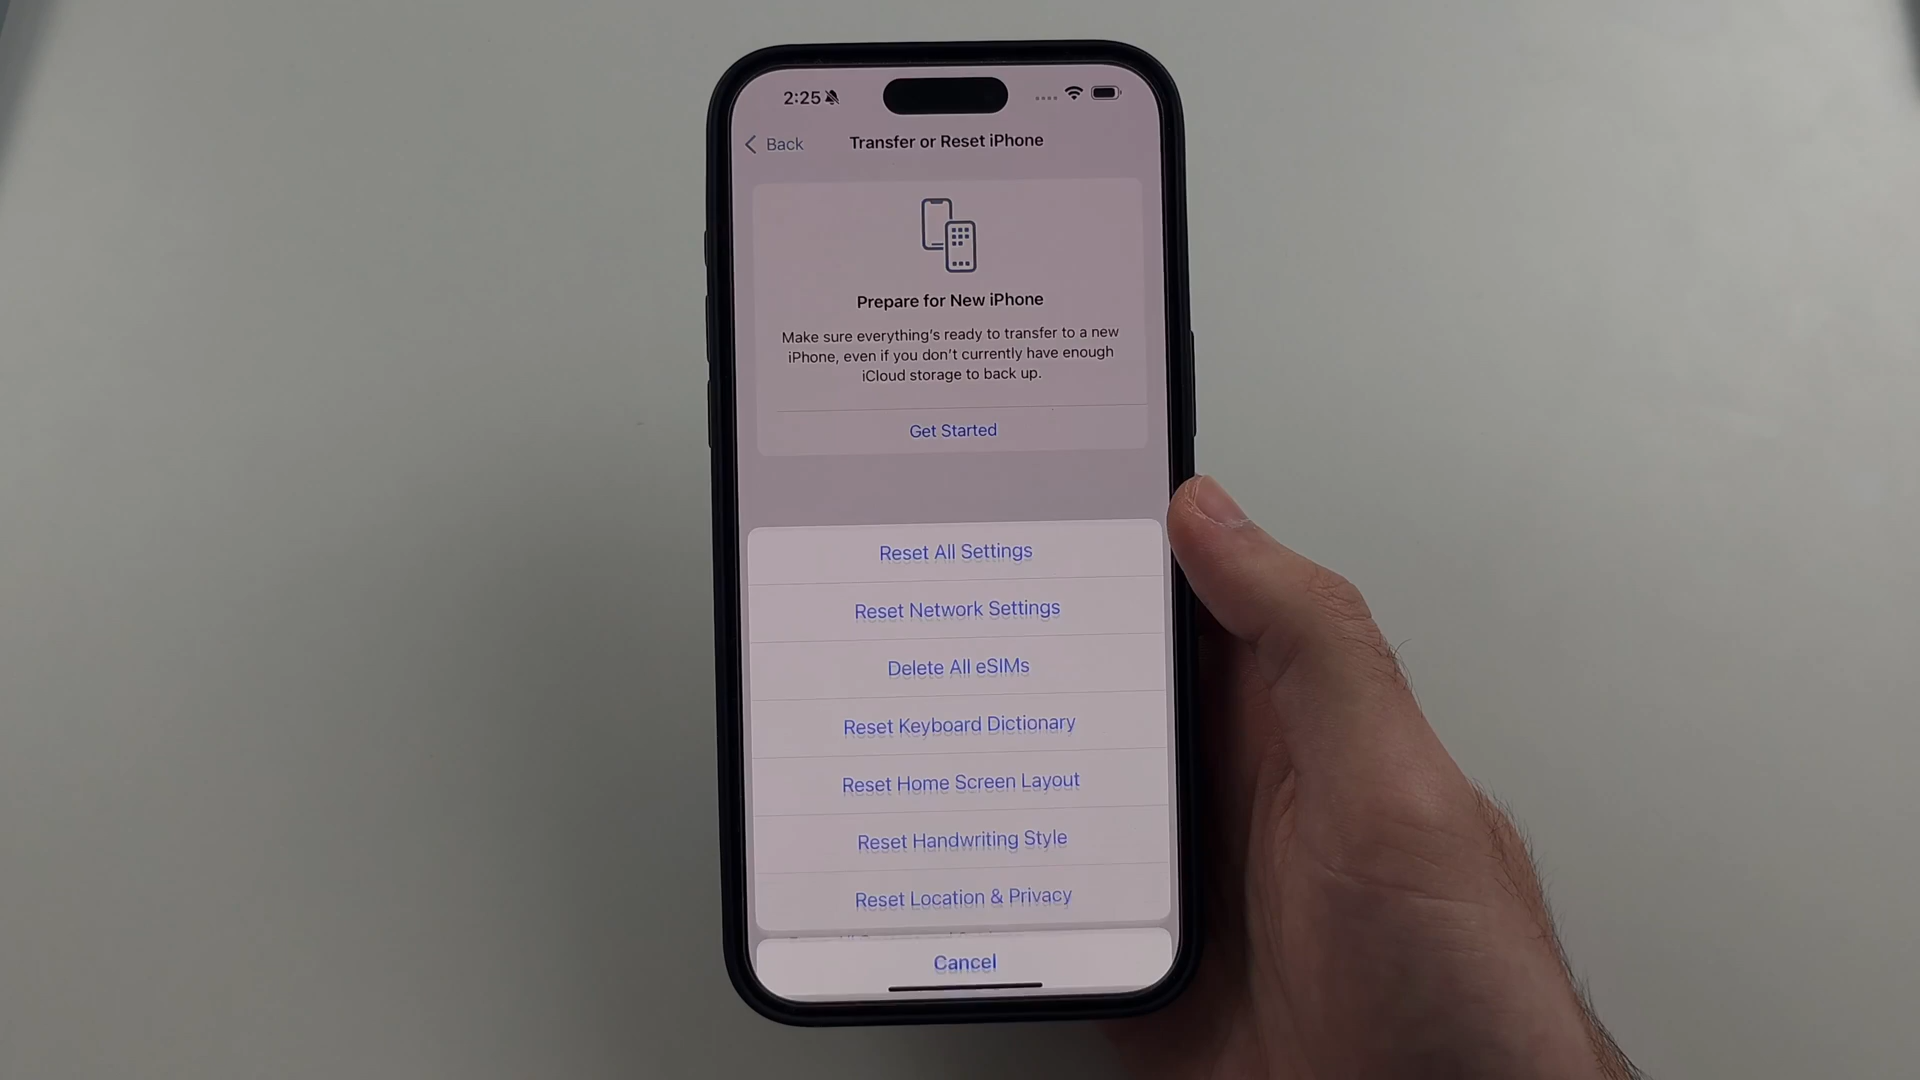 2:25
Back
Transfer or Reset iPhone
Prepare for New iPhone
Make sure everything's ready to transfer to a new
iPhone, even if you don't currently have enough
iCloud storage to back up.
Get Started
Reset All Settings
Reset Network Settings
Delete All eSIMs
Reset Keyboard Dictionary
Reset Home Screen Layout
Reset Handwriting Style
Reset Location & Privacy
Cancel